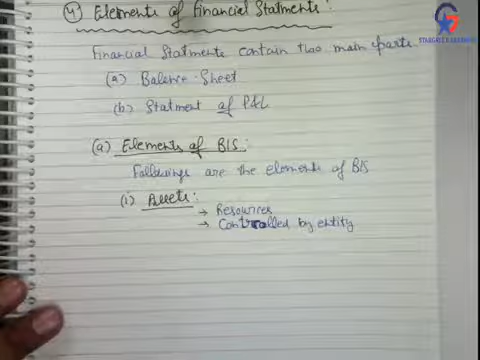 4) Elements of Financial Statments:
Financial Statments contain two main parts
(a) Balance Sheet
(b) Statment of P&L
(a) Elements of B/S:
Followings are the elements of B/S
(i) Assets:
→ Resources
→ Controlled by entity